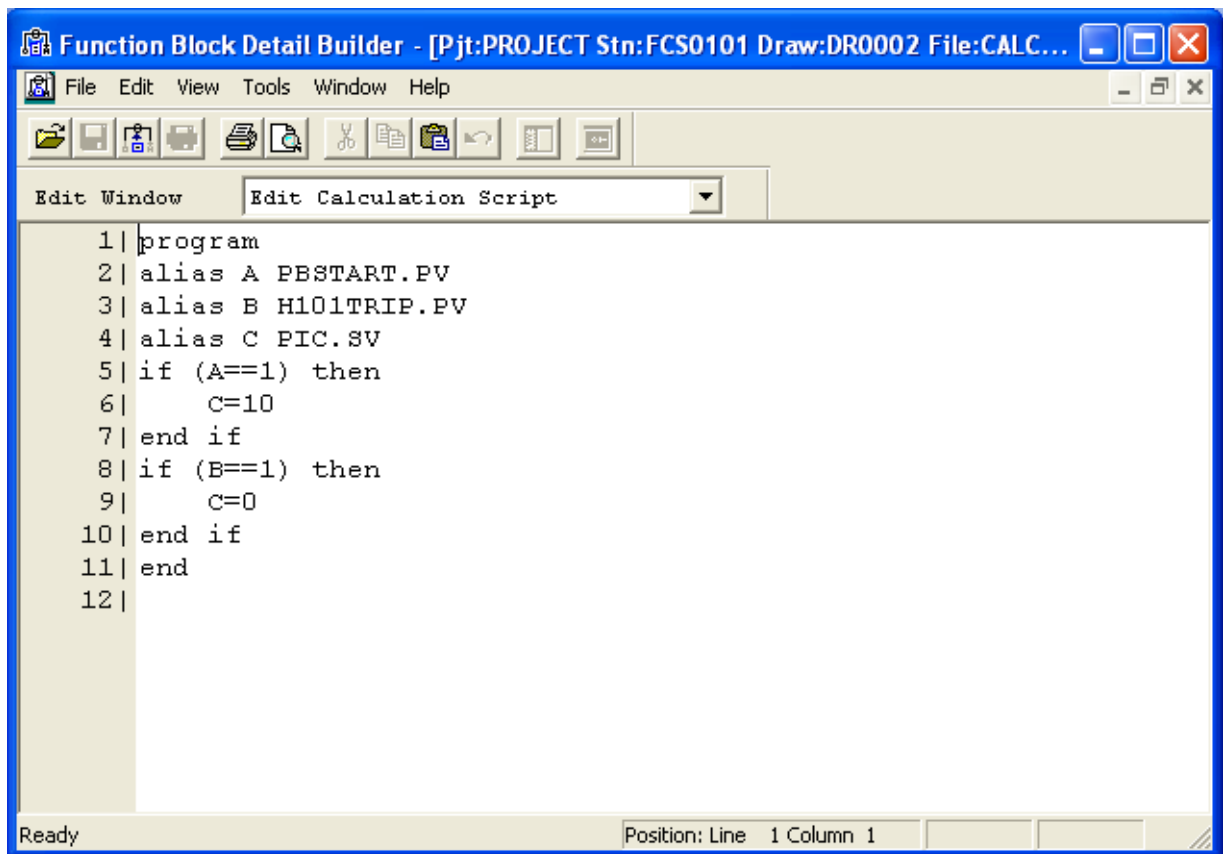 Function Block Detail Builder - [Pjt:PROJECT Stn:FCS0101 Draw:DR0002 File:CALC...
File Edit View Tools Window Help
Edit Window Edit Calculation Script
1| program
2| alias A PBSTART.PV
3| alias B H101TRIP.PV
4| alias C PIC.SV
5| if (A==1) then
6| C=10
7| end if
8| if (B==1) then
9| C=0
10| end if
11| end
12|
Ready Position: Line 1 Column 1